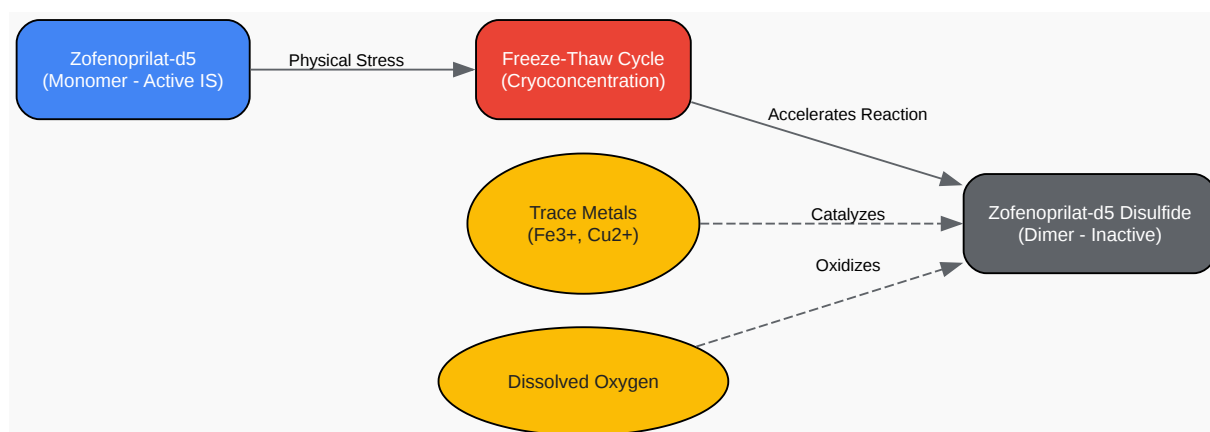 Zofenoprilat-d5
(Monomer - Active IS)
Physical Stress
Freeze-Thaw Cycle
(Cryoconcentration)
Accelerates Reaction
Trace Metals
(Fe3+, Cu2+)
Catalyzes
Zofenoprilat-d5 Disulfide
(Dimer - Inactive)
Oxidizes
Dissolved Oxygen